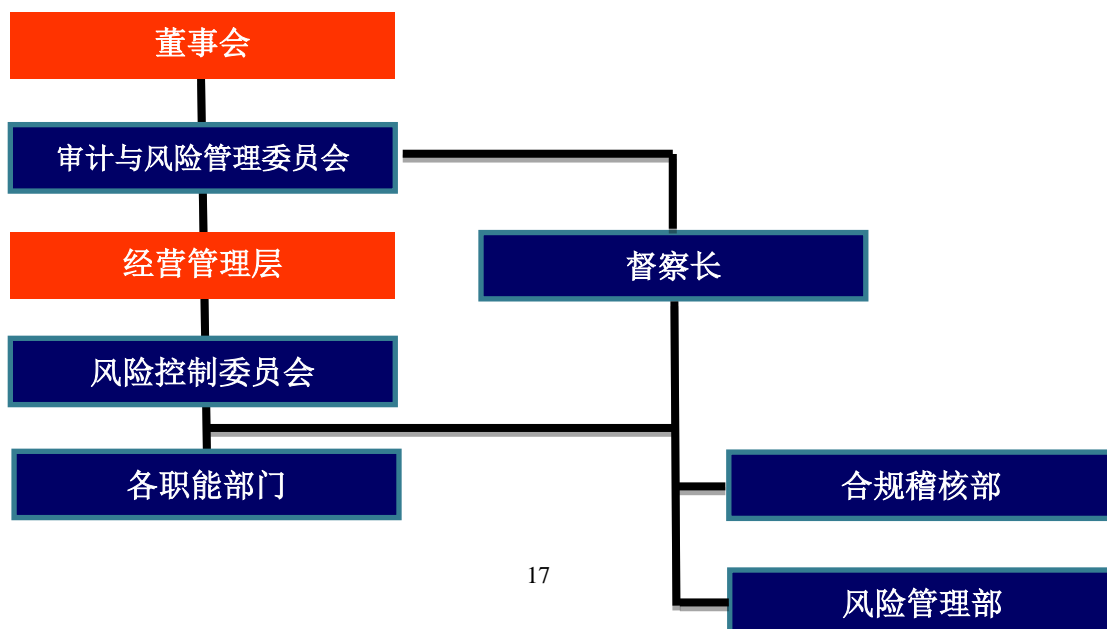 董事会
审计与风险管理委员会
经营管理层
督察长
风险控制委员会
各职能部门
合规稽核部
17
风险管理部